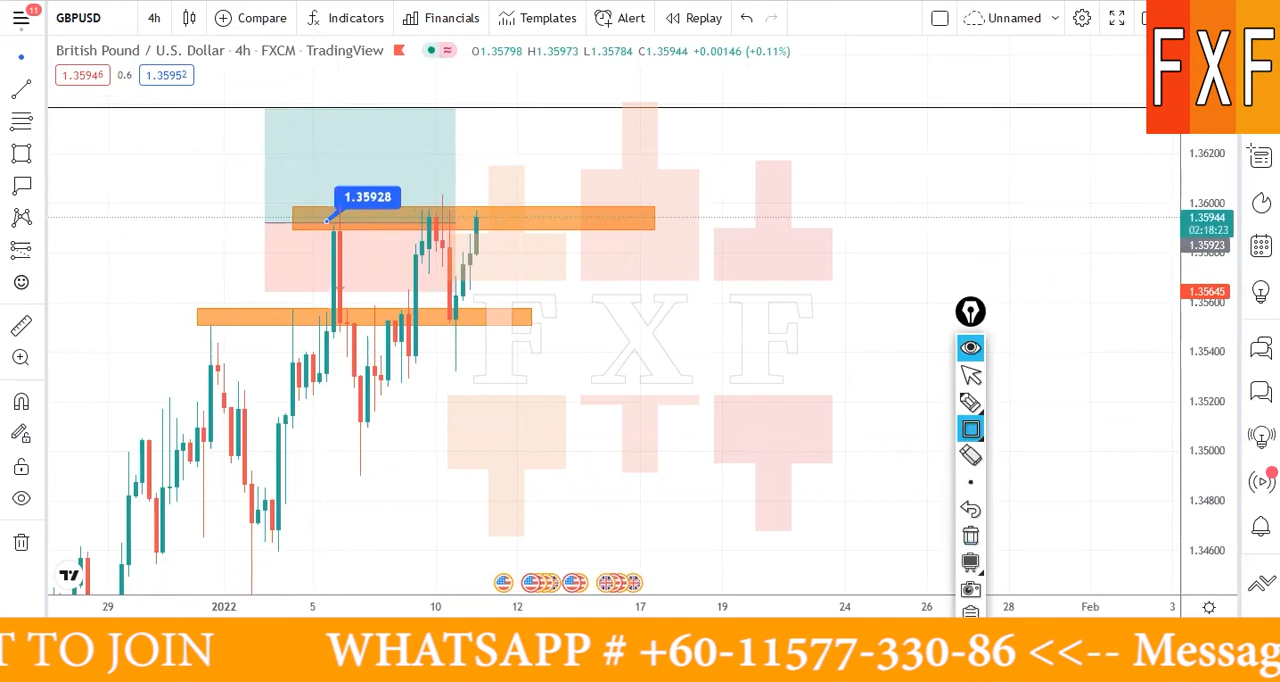 11
GBPUSD
4h
Compare
Indicators
Financials
Templates
Alert
Replay
Unnamed
FXF
British Pound / U.S. Dollar · 4h · FXCM · TradingView
O1.35798 H1.35973 L1.35784 C1.35944 +0.00146 (+0.11%)
1.35946
0.6
1.35952
1.35928
1.36200
1.36000
1.35944
02:18:23
1.35923
1.35645
1.35600
1.35400
1.35200
1.35000
1.34800
1.34600
FXF
29
2022
5
10
12
17
19
24
26
28
Feb
3
T TO JOIN WHATSAPP # +60-11577-330-86 <<-- Messag